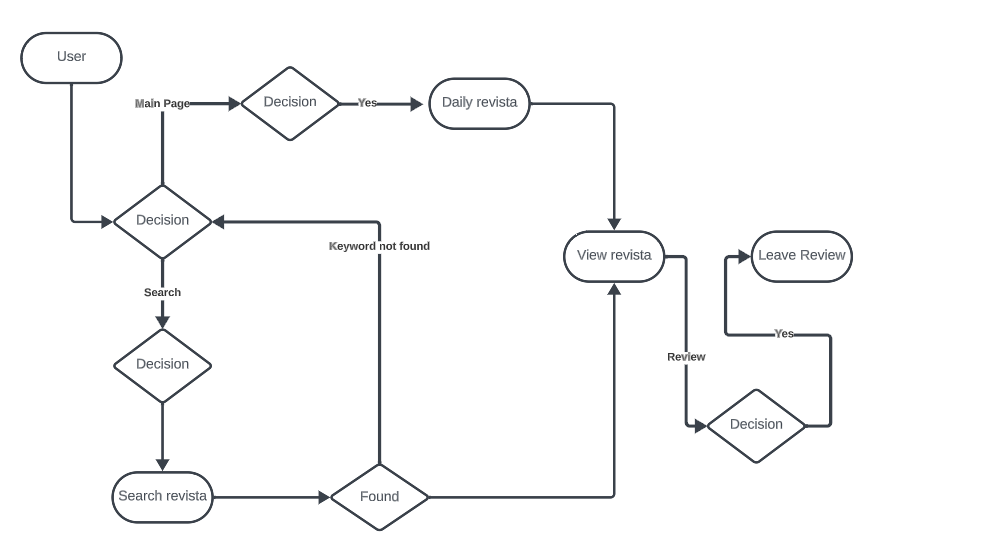 User
Main Page
Decision
Yes
Daily revista
Decision
Keyword not found
View revista
Leave Review
Search
Yes
Review
Decision
Decision
Search revista
Found